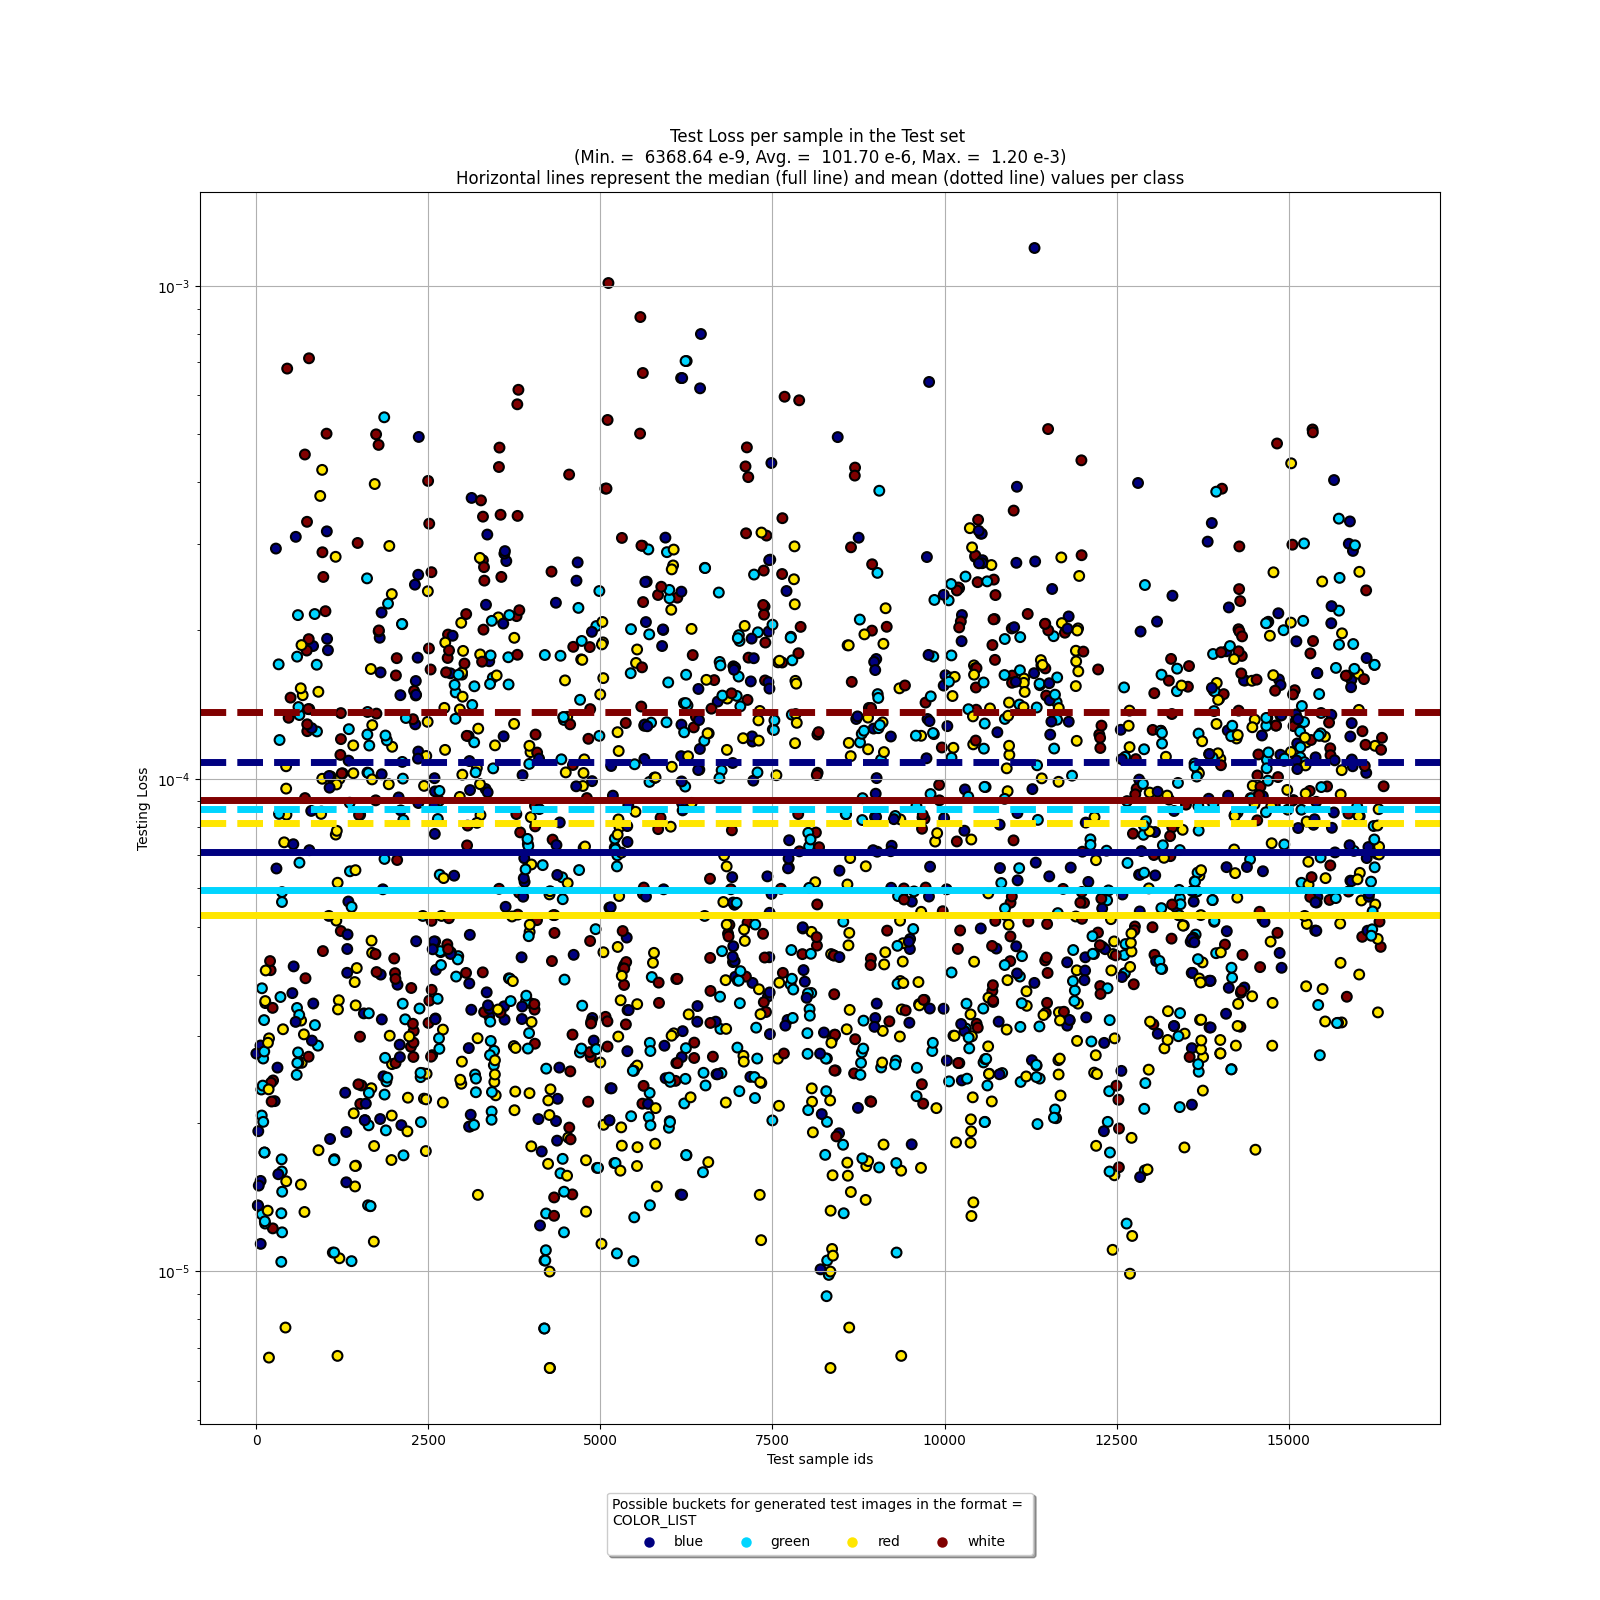 Test Loss per sample in the Test set
(Min. = 6368.64 e-9, Avg. = 101.70 e-6, Max. = 1.20 e-3)
Horizontal lines represent the median (full line) and mean (dotted line) values per class
Testing Loss
10⁻³
10⁻⁴
10⁻⁵
0 2500 5000 7500 10000 12500 15000
Test sample ids
Possible buckets for generated test images in the format =
COLOR_LIST
blue green red white